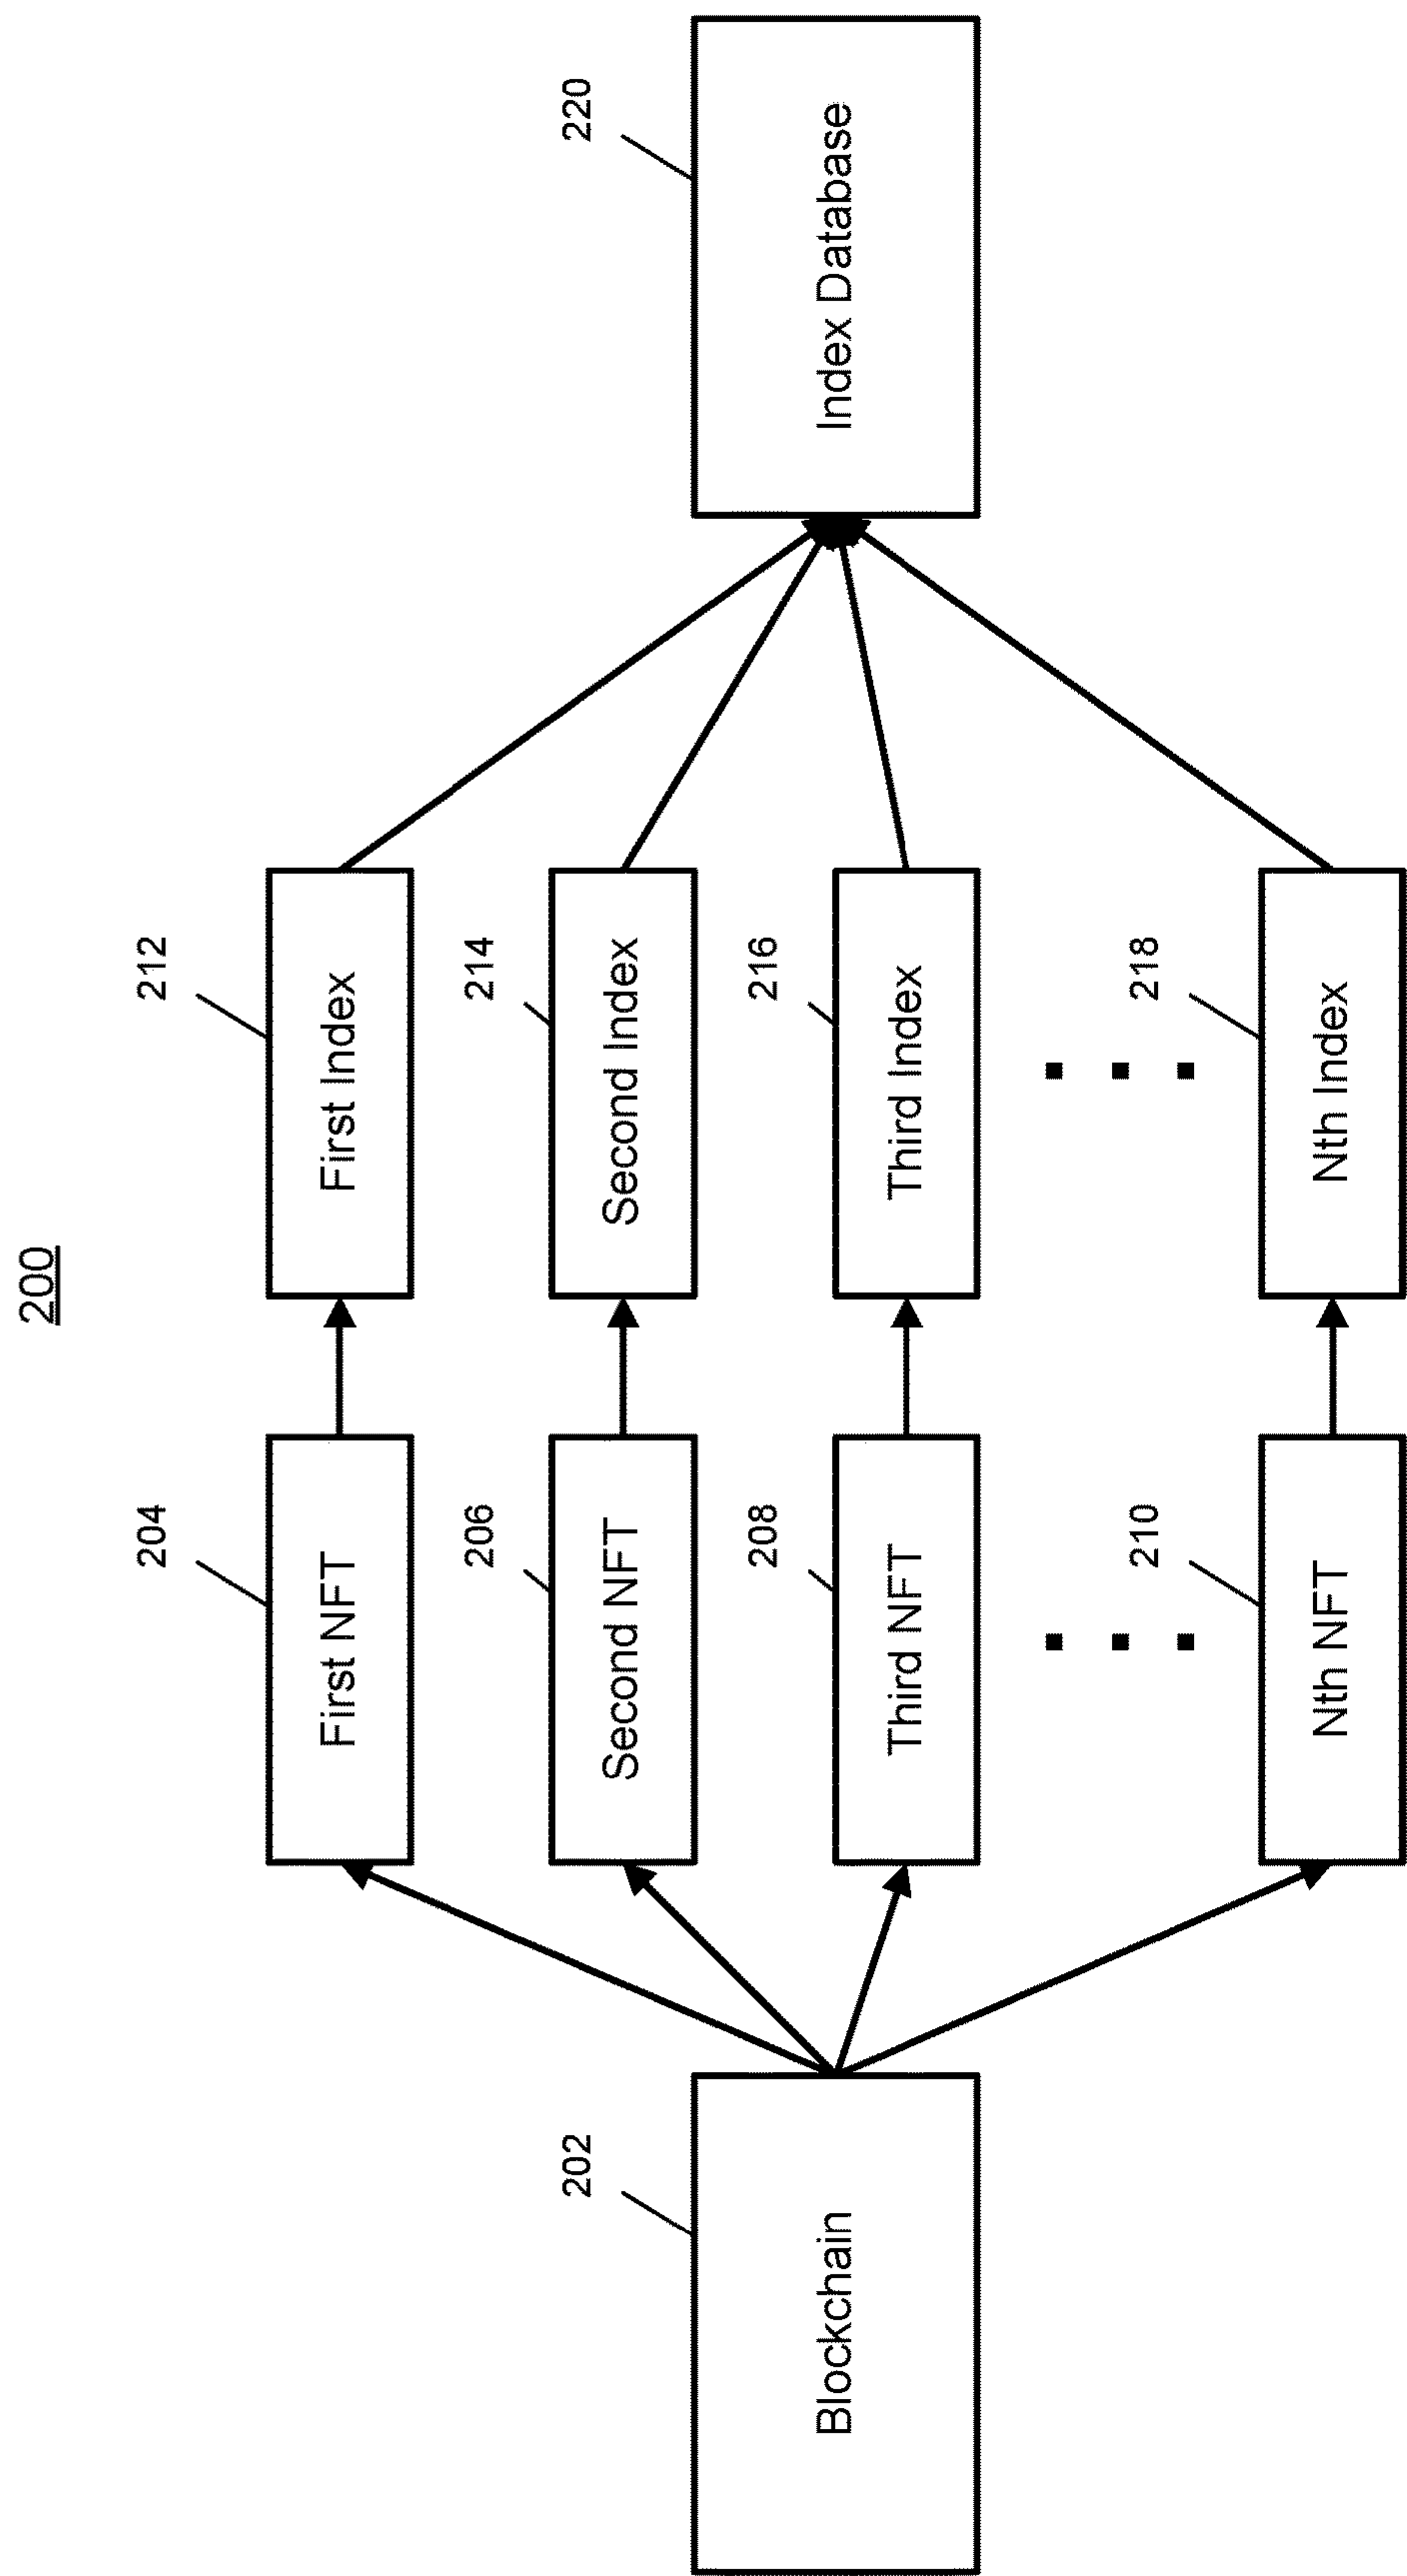 200
204
212
First NFT
First Index
206
214
Second NFT
Second Index
202
220
Blockchain
Index Database
208
216
Third NFT
Third Index
210
218
Nth NFT
Nth Index